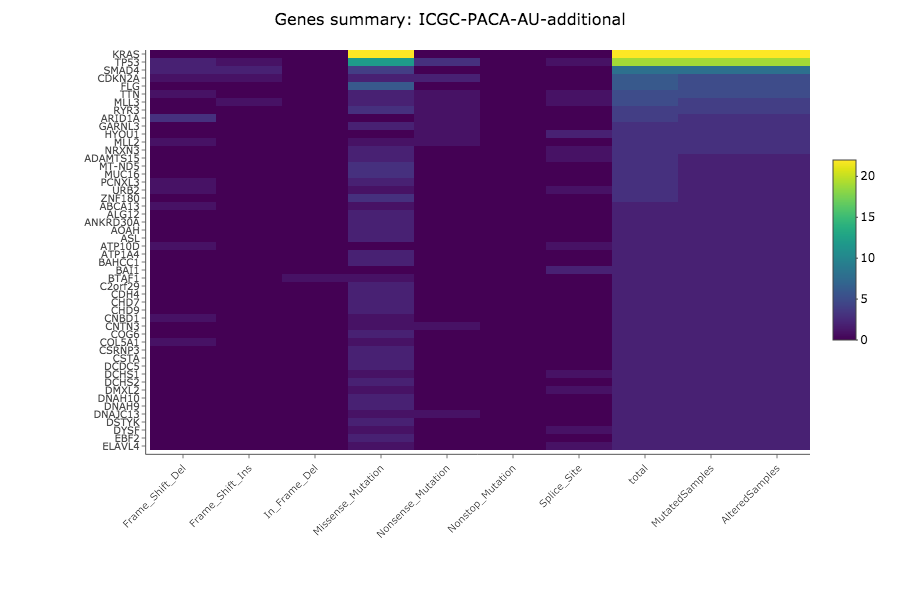 Genes summary: ICGC-PACA-AU-additional
KRAS
TP53
SMAD4
CDKN2A
FLG
TTN
MLL3
RYR3
ARID1A
GARNL3
HYOU1
MLL2
NRXN3
ADAMTS15
MT-ND5
MUC16
PCNXL3
URB2
ZNF180
ABCA13
ALG12
ANKRD30A
AOAH
ASL
ATP10D
ATP1A4
BAHCC1
BAI1
BTAF1
C2orf29
CDH4
CHD7
CHD9
CNBD1
CNTN3
COG6
COL5A1
CSRNP3
CSTA
DCDC5
DCHS1
DCHS2
DMXL2
DNAH10
DNAH9
DNAJC13
DSTYK
DYSF
EBF2
ELAVL4
20
15
10
5
0
Frame_Shift_Del
Frame_Shift_Ins
In_Frame_Del
Missense_Mutation
Nonsense_Mutation
Nonstop_Mutation
Splice_Site
total
MutatedSamples
AlteredSamples